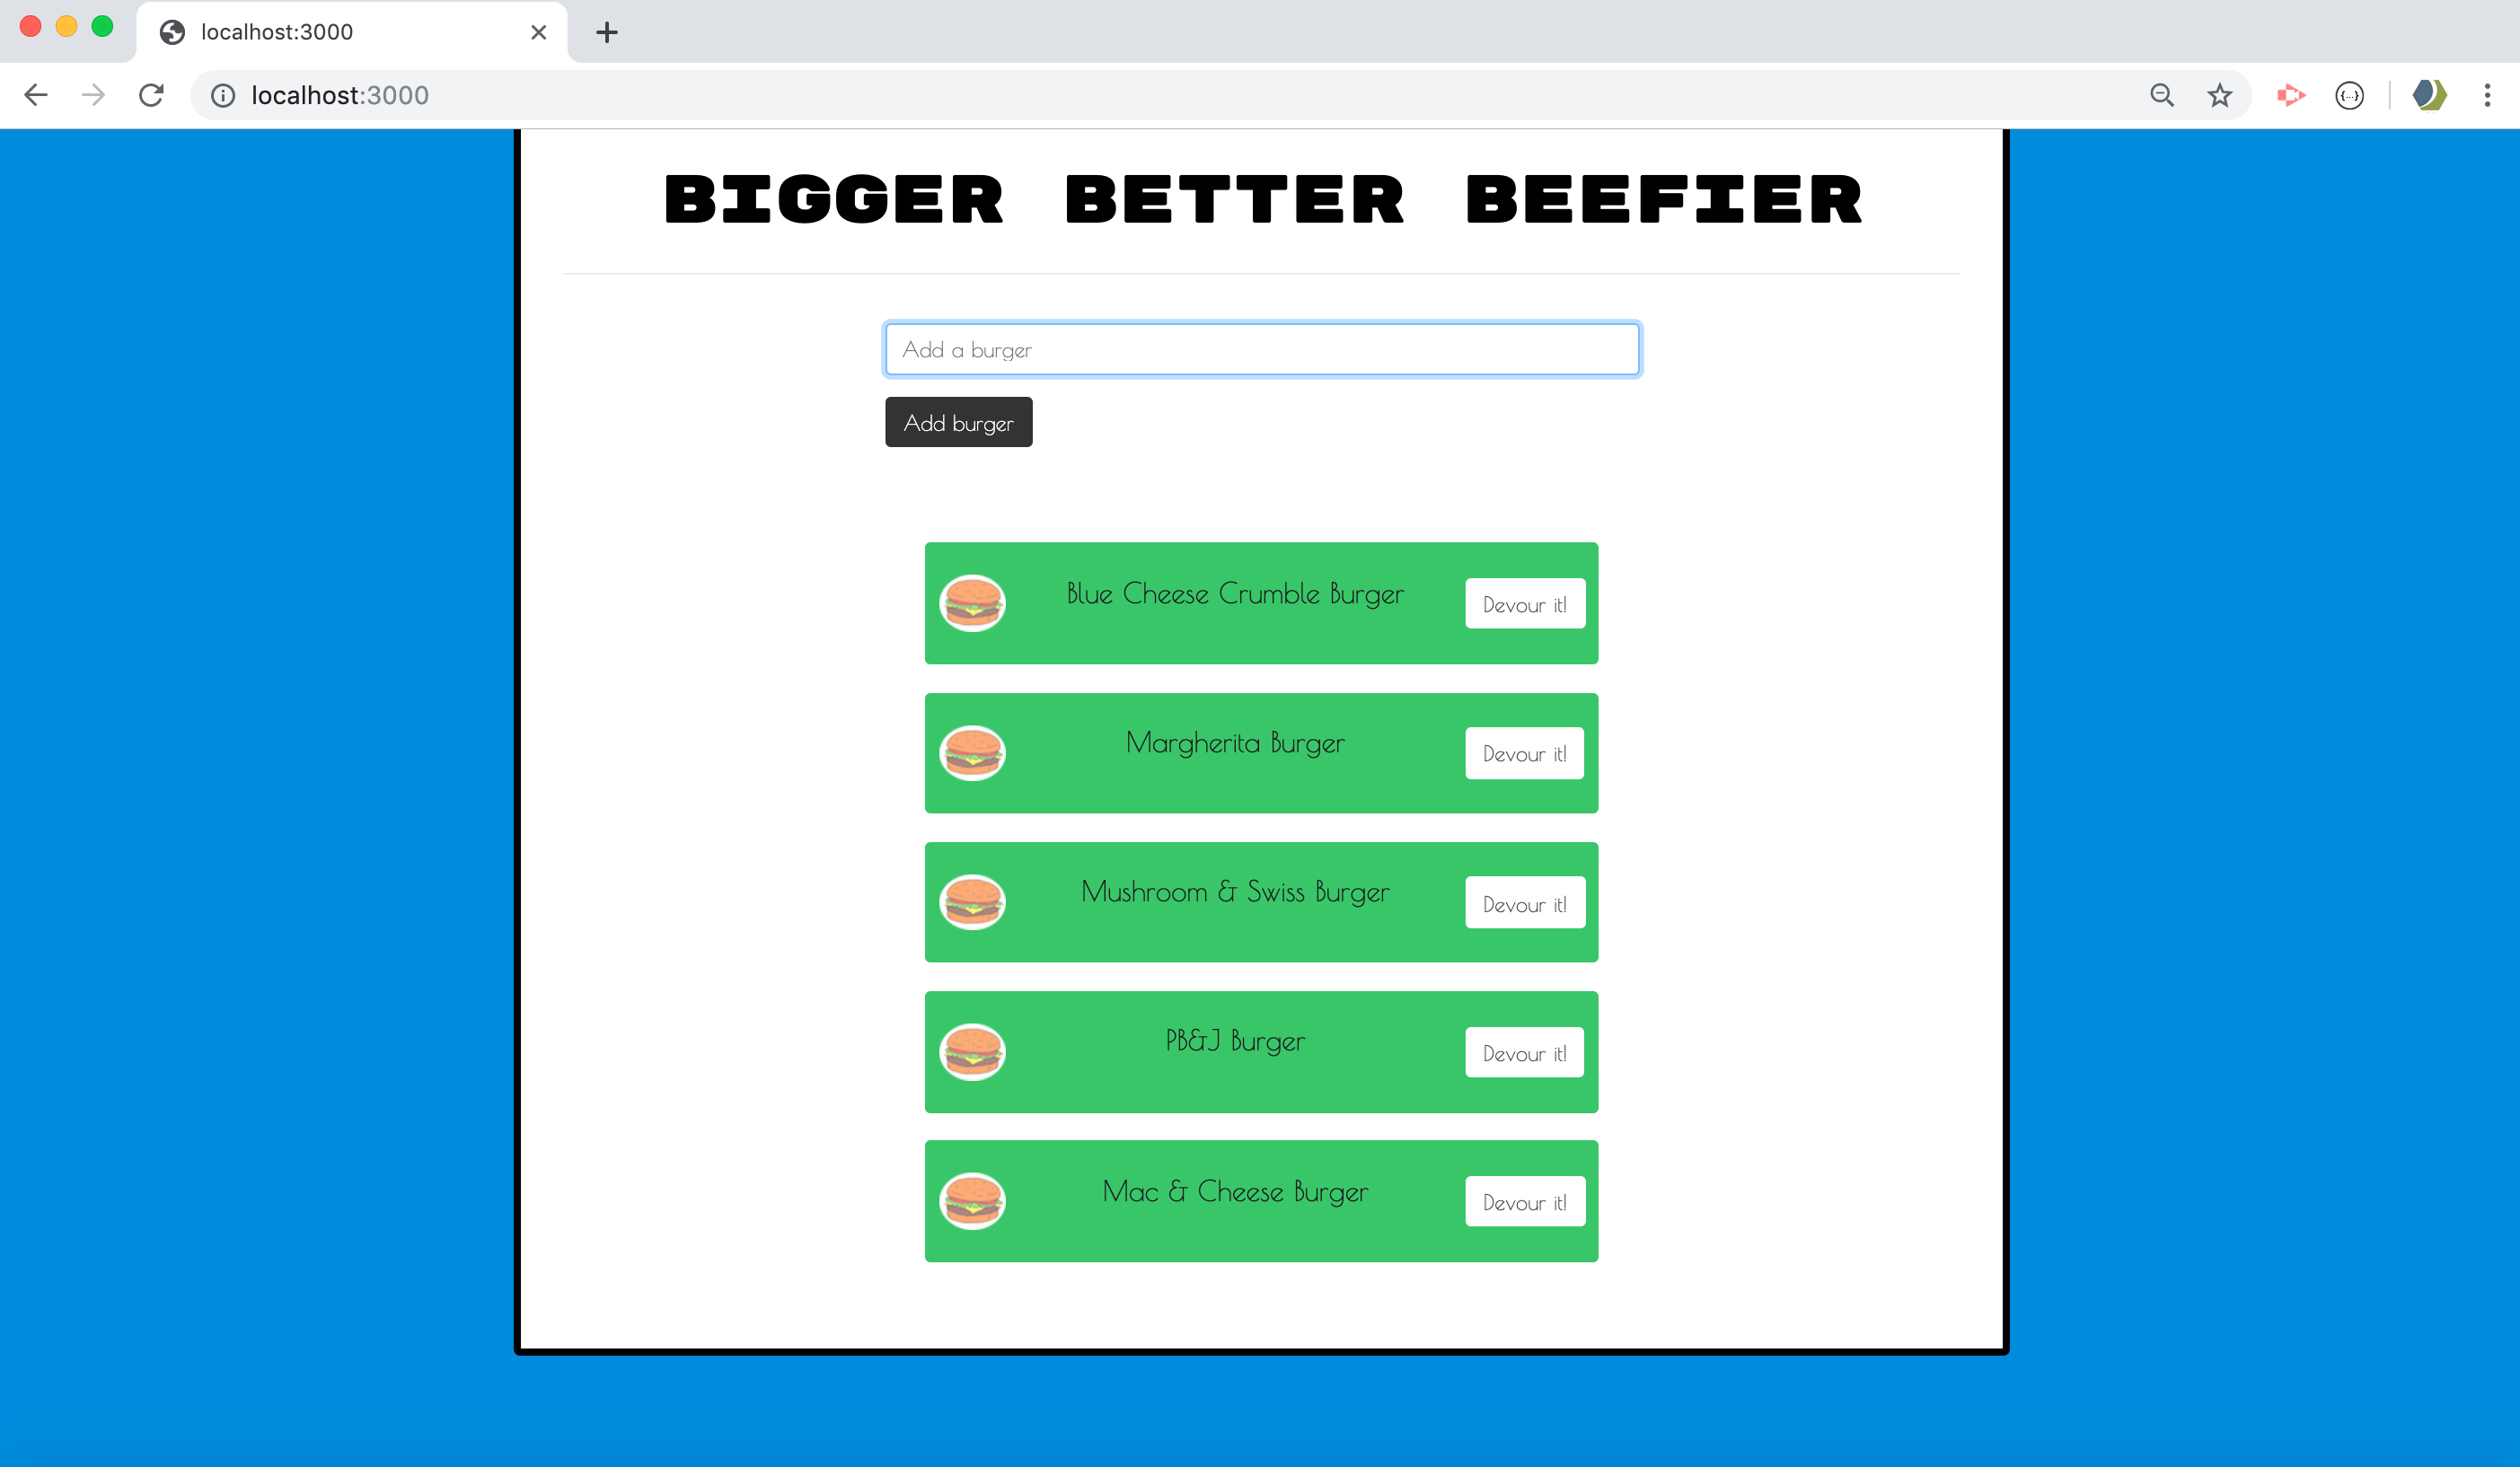 localhost:3000
localhost:3000
{...}
BIGGER BETTER BEEFIER
Add a burger
Add burger
Blue Cheese Crumble Burger
Devour it!
Margherita Burger
Devour it!
Mushroom & Swiss Burger
Devour it!
PB&J Burger
Devour it!
Mac & Cheese Burger
Devour it!